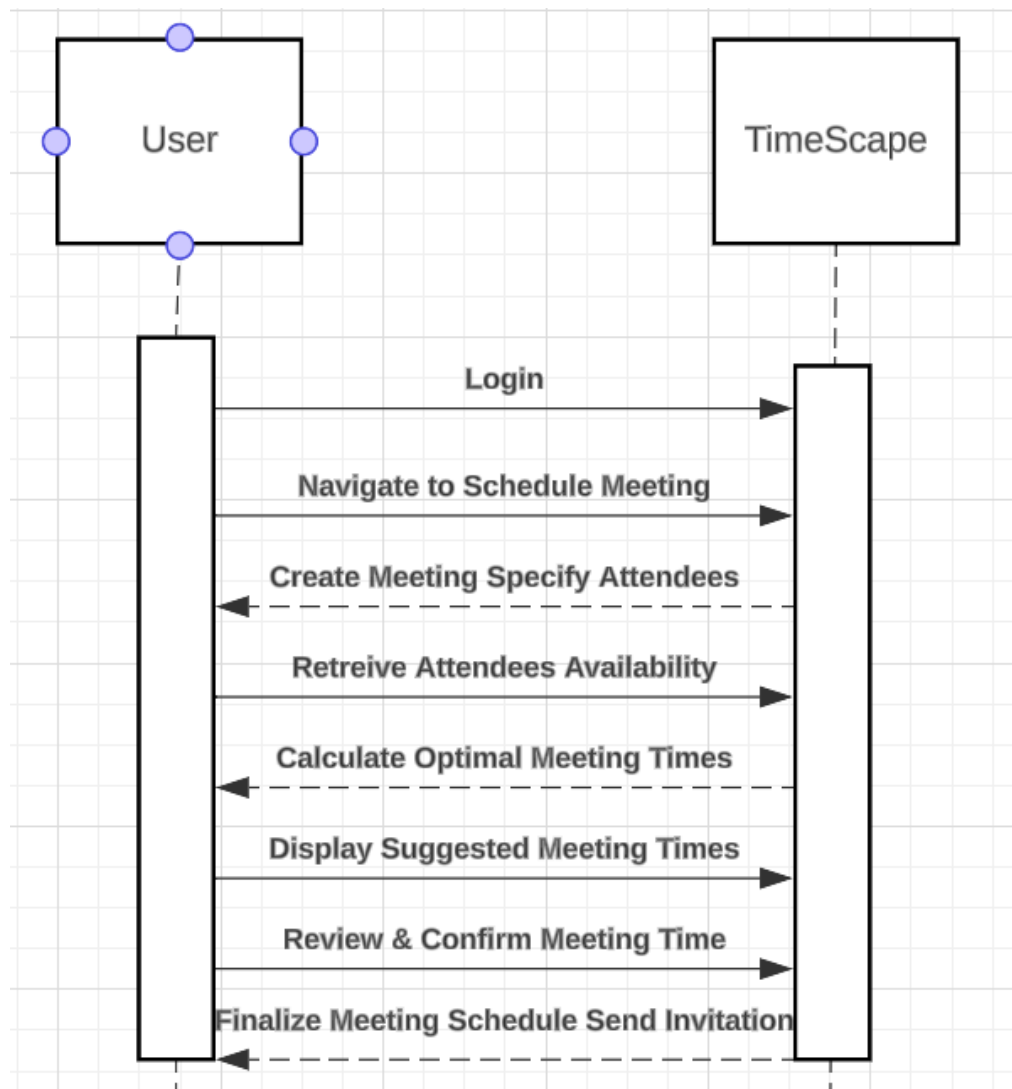 User
TimeScape
Login
Navigate to Schedule Meeting
Create Meeting Specify Attendees
Retreive Attendees Availability
Calculate Optimal Meeting Times
Display Suggested Meeting Times
Review & Confirm Meeting Time
Finalize Meeting Schedule Send Invitation